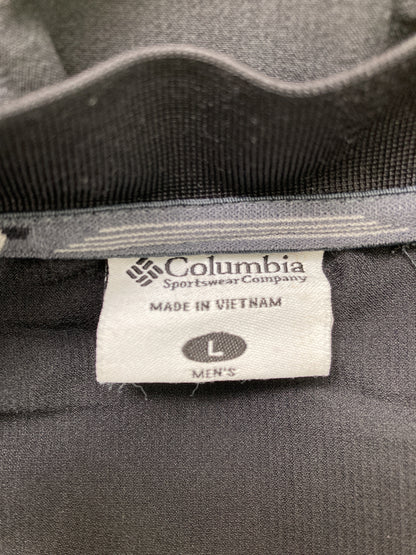 Columbia
Sportswear Company
MADE IN VIETNAM
L
MEN'S